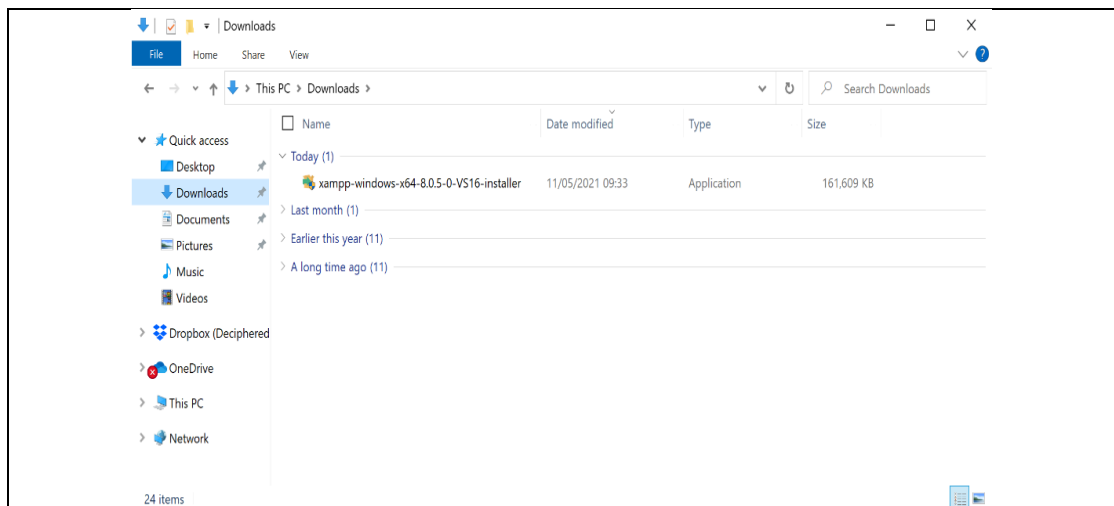 Downloads
File Home Share View
This PC > Downloads >
Search Downloads
Name Date modified Type Size
Quick access
Today (1)
Desktop
xampp-windows-x64-8.0.5-0-VS16-installer 11/05/2021 09:33 Application 161,609 KB
Downloads
Last month (1)
Documents
Earlier this year (11)
Pictures
A long time ago (11)
Music
Videos
Dropbox (Deciphered
OneDrive
This PC
Network
24 items